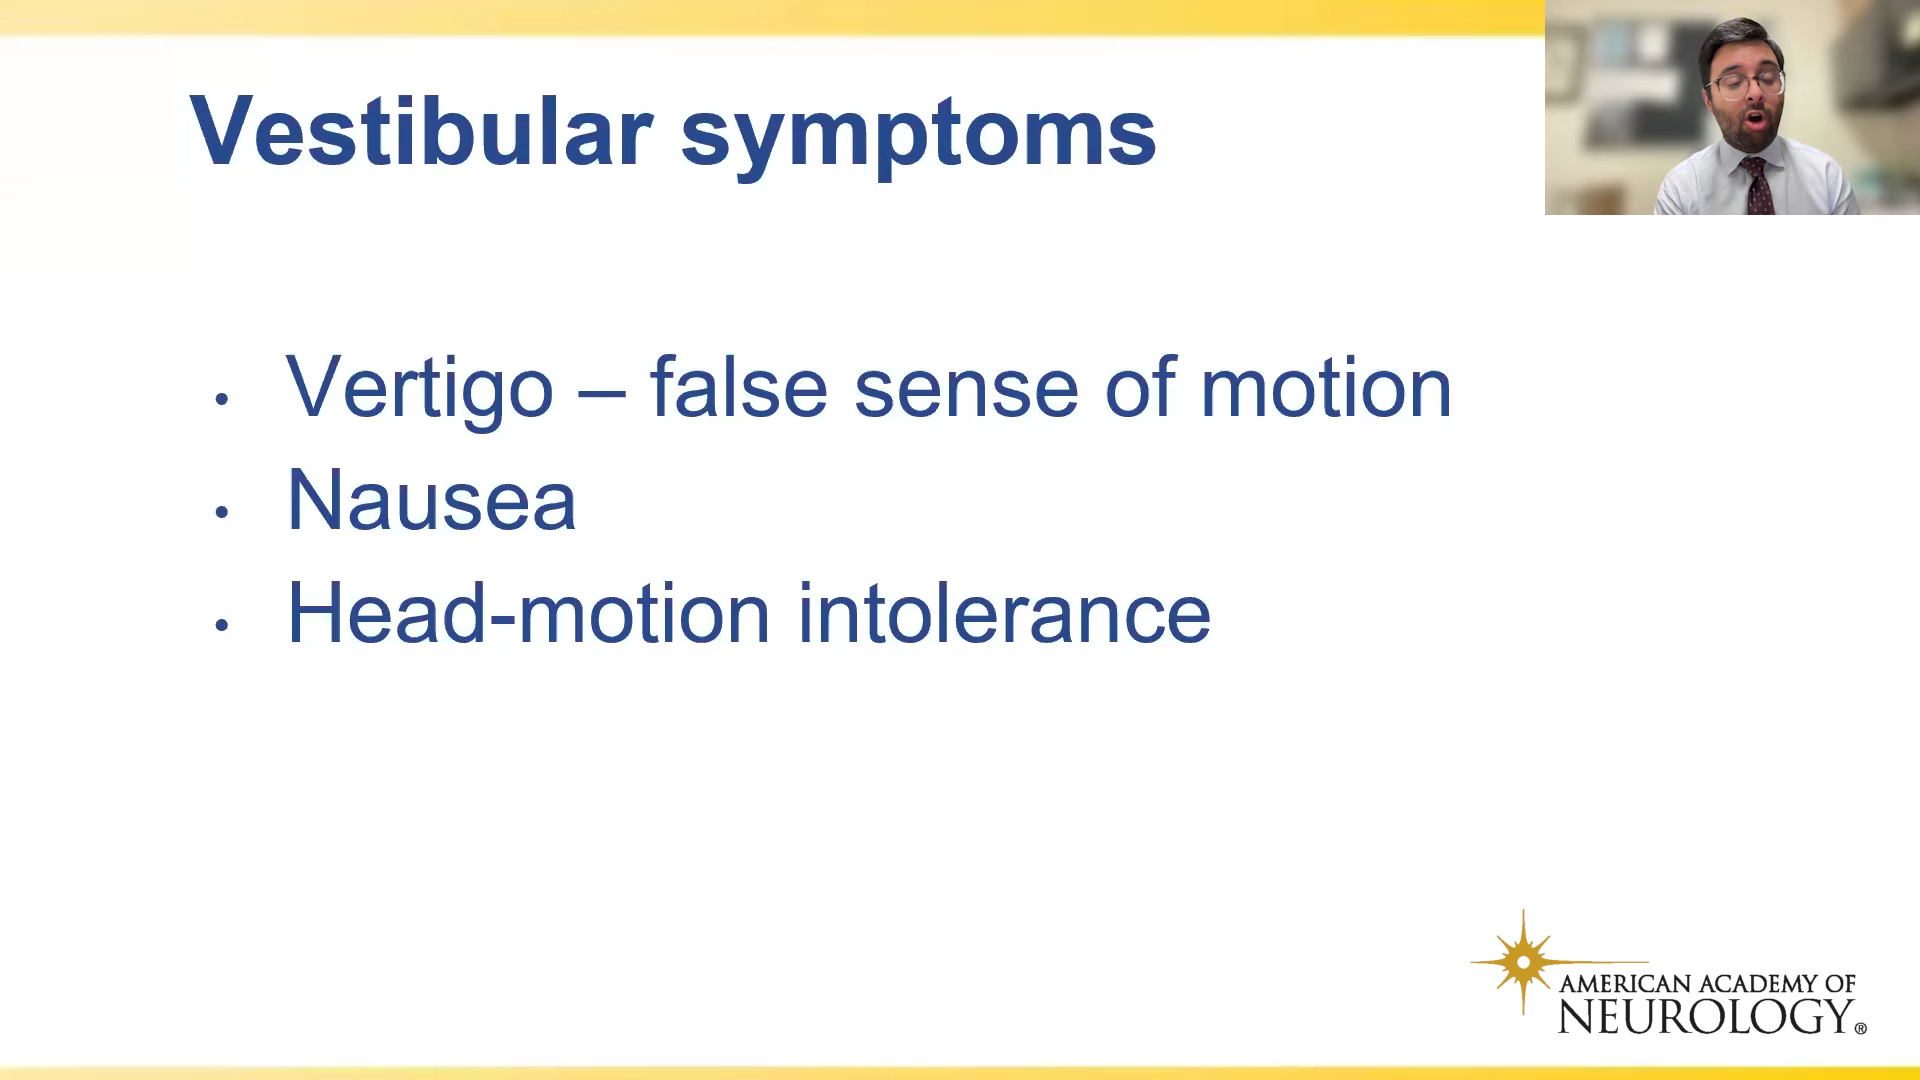 Vestibular symptoms
• Vertigo – false sense of motion
• Nausea
• Head-motion intolerance
AMERICAN ACADEMY OF
NEUROLOGY®